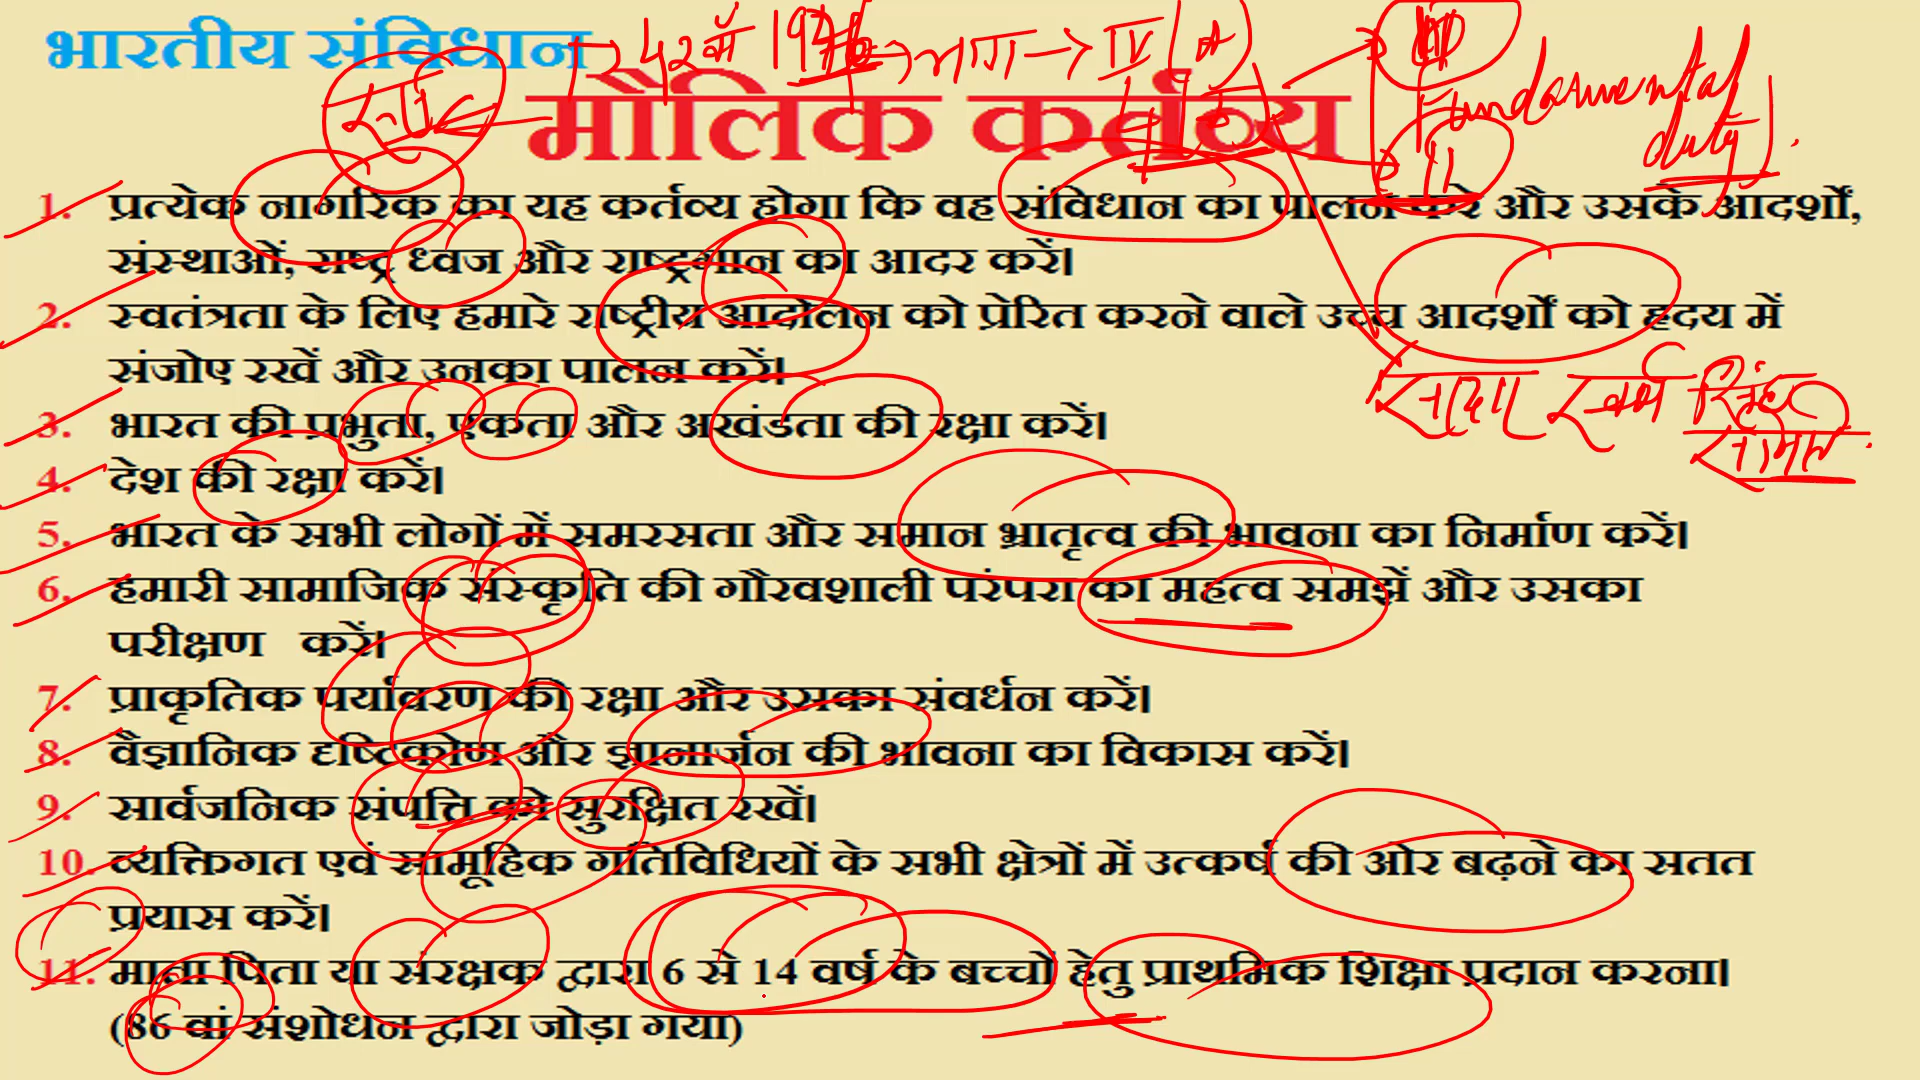 भारतीय संविधान
→ 42 में 1976 → भाग → IV
मौलिक कर्तव्य
Fundamental
duty
11
1. प्रत्येक नागरिक का यह कर्तव्य होगा कि वह संविधान का पालन करे और उसके आदर्शों,
संस्थाओं, राष्ट्र ध्वज और राष्ट्रगान का आदर करें।
2. स्वतंत्रता के लिए हमारे राष्ट्रीय आदोलन को प्रेरित करने वाले उच्च आदर्शों को हृदय में
संजोए रखें और उनका पालन करें।
3. भारत की प्रभुता, एकता और अखंडता की रक्षा करें।
4. देश की रक्षा करें।
5. भारत के सभी लोगों में समरसता और समान भ्रातृत्व की भावना का निर्माण करें।
6. हमारी सामाजिक संस्कृति की गौरवशाली परंपरा का महत्व समझें और उसका
परीक्षण करें।
7. प्राकृतिक पर्यावरण की रक्षा और उसका संवर्धन करें।
8. वैज्ञानिक दृष्टिकोण और ज्ञानार्जन की भावना का विकास करें।
9. सार्वजनिक संपत्ति को सुरक्षित रखें।
10. व्यक्तिगत एवं सामूहिक गतिविधियों के सभी क्षेत्रों में उत्कर्ष की ओर बढ़ने का सतत
प्रयास करें।
11. माता पिता या संरक्षक द्वारा 6 से 14 वर्ष के बच्चों हेतु प्राथमिक शिक्षा प्रदान करना।
(86 वां संशोधन द्वारा जोड़ा गया)